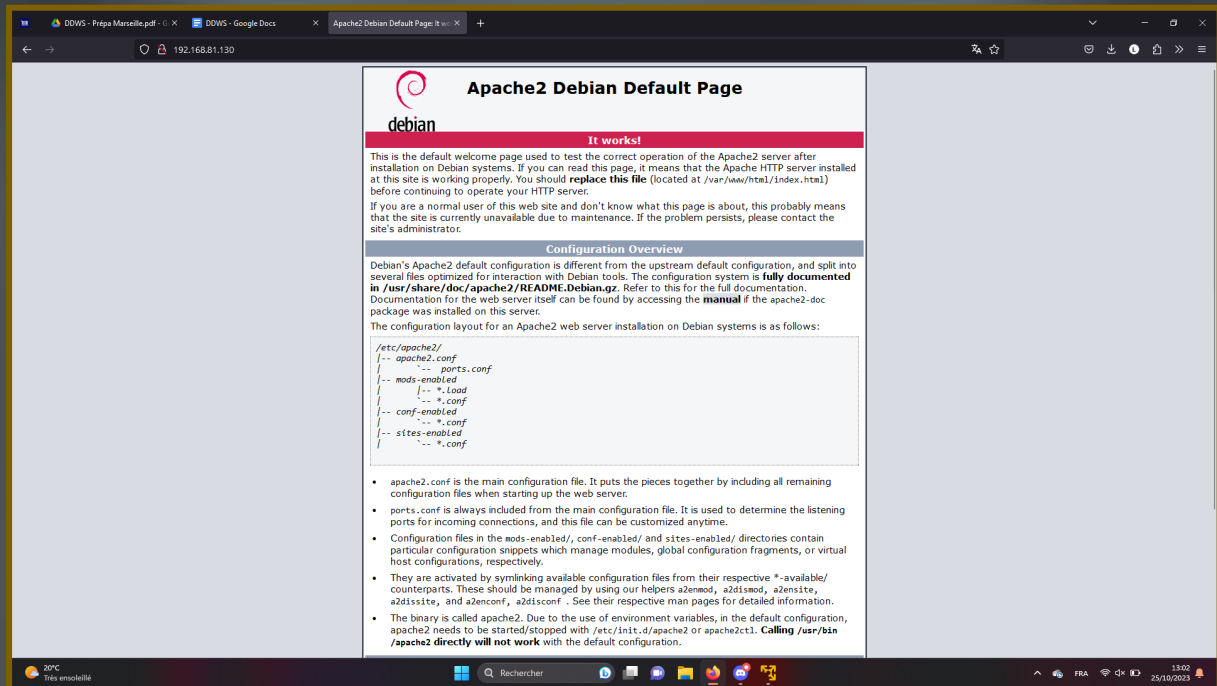 DDWS - Prépa Marseille.pdf - G
DDWS - Google Docs
Apache2 Debian Default Page: It wo
192.168.81.130
debian
Apache2 Debian Default Page
It works!
This is the default welcome page used to test the correct operation of the Apache2 server after
installation on Debian systems. If you can read this page, it means that the Apache HTTP server installed
at this site is working properly. You should replace this file (located at /var/www/html/index.html)
before continuing to operate your HTTP server.
If you are a normal user of this web site and don't know what this page is about, this probably means
that the site is currently unavailable due to maintenance. If the problem persists, please contact the
site's administrator.
Configuration Overview
Debian's Apache2 default configuration is different from the upstream default configuration, and split into
several files optimized for interaction with Debian tools. The configuration system is fully documented
in /usr/share/doc/apache2/README.Debian.gz. Refer to this for the full documentation.
Documentation for the web server itself can be found by accessing the manual if the apache2-doc
package was installed on this server.
The configuration layout for an Apache2 web server installation on Debian systems is as follows:
/etc/apache2/
|-- apache2.conf
|       `--  ports.conf
|-- mods-enabled
|       |-- *.load
|       `-- *.conf
|-- conf-enabled
|       `-- *.conf
|-- sites-enabled
|       `-- *.conf
• apache2.conf is the main configuration file. It puts the pieces together by including all remaining
configuration files when starting up the web server.
• ports.conf is always included from the main configuration file. It is used to determine the listening
ports for incoming connections, and this file can be customized anytime.
• Configuration files in the mods-enabled/, conf-enabled/ and sites-enabled/ directories contain
particular configuration snippets which manage modules, global configuration fragments, or virtual
host configurations, respectively.
• They are activated by symlinking available configuration files from their respective *-available/
counterparts. These should be managed by using our helpers a2enmod, a2dismod, a2ensite,
a2dissite, and a2enconf, a2disconf . See their respective man pages for detailed information.
• The binary is called apache2. Due to the use of environment variables, in the default configuration,
apache2 needs to be started/stopped with /etc/init.d/apache2 or apache2ctl. Calling /usr/bin
/apache2 directly will not work with the default configuration.
20°C
Très ensoleillé
Rechercher
FRA
13:02
25/10/2023